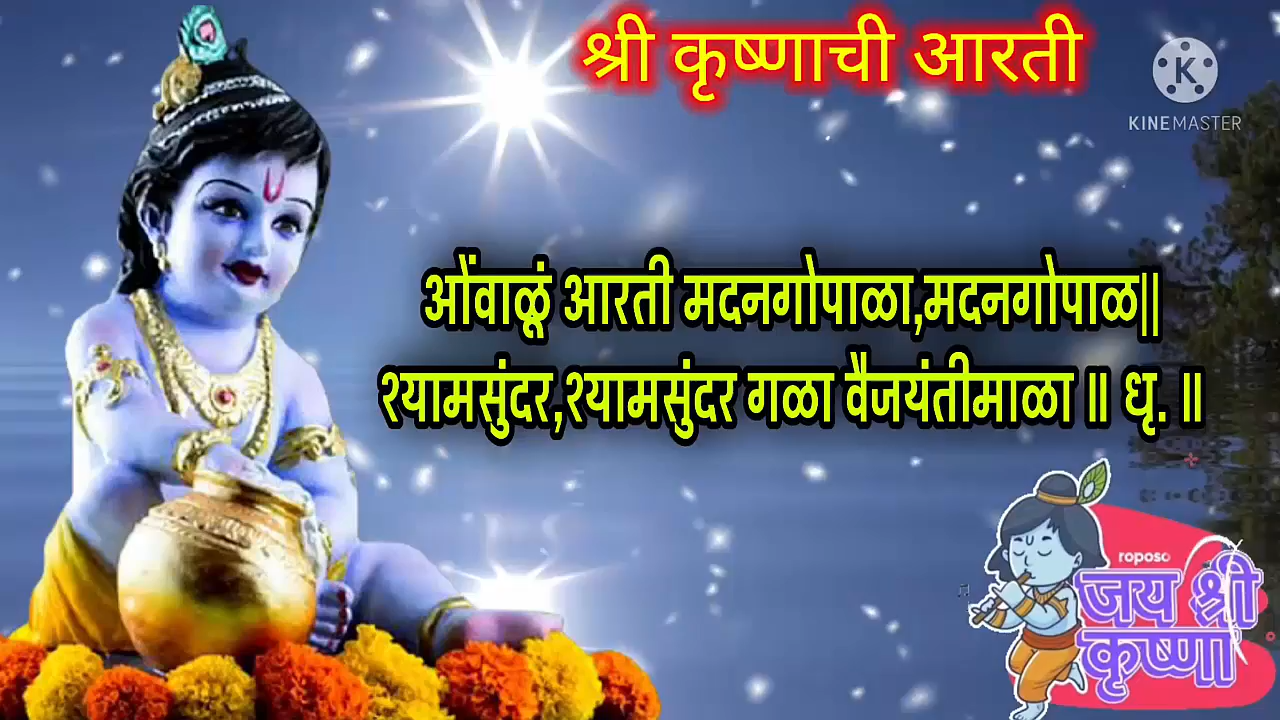 श्री कृष्णाची आरती
KINEMASTER
ओंवाळूं आरती मदनगोपाळा,मदनगोपाळ||
श्यामसुंदर,श्यामसुंदर गळा वैजयंतीमाळा ॥ धृ. ॥
roposo
जय श्री
कृष्णा